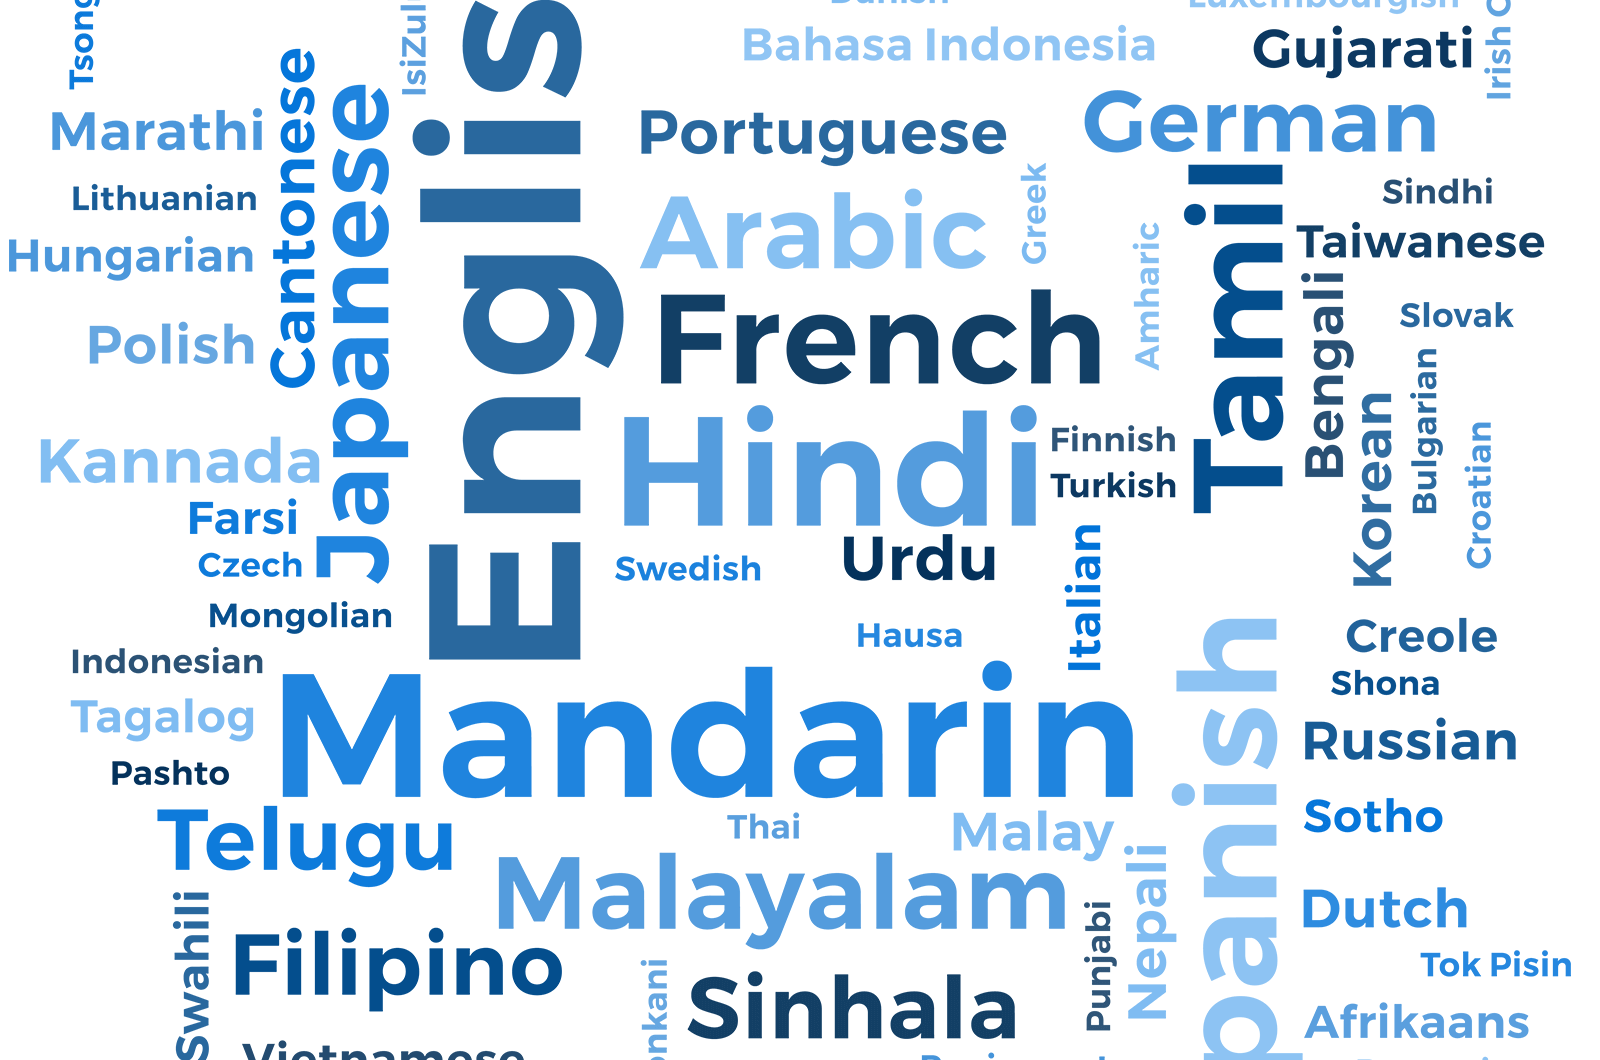 Tsong
IsiZul
Danish
Luxembourgish
Irish
Bahasa Indonesia
Gujarati
Marathi
Cantonese
Japanese
Englis
Portuguese
German
Lithuanian
Arabic
Greek
Amharic
Tamil
Sindhi
Taiwanese
Hungarian
French
Bengali
Slovak
Polish
Kannada
Hindi
Finnish
Turkish
Korean
Bulgarian
Croatian
Farsi
Czech
Swedish
Urdu
Italian
Mongolian
Hausa
Creole
Indonesian
Mandarin
panish
Shona
Tagalog
Russian
Pashto
Telugu
Thai
Malay
Sotho
Malayalam
Nepali
Punjabi
Dutch
Swahili
Filipino
Tok Pisin
nkani
Sinhala
Afrikaans
Vietnamese